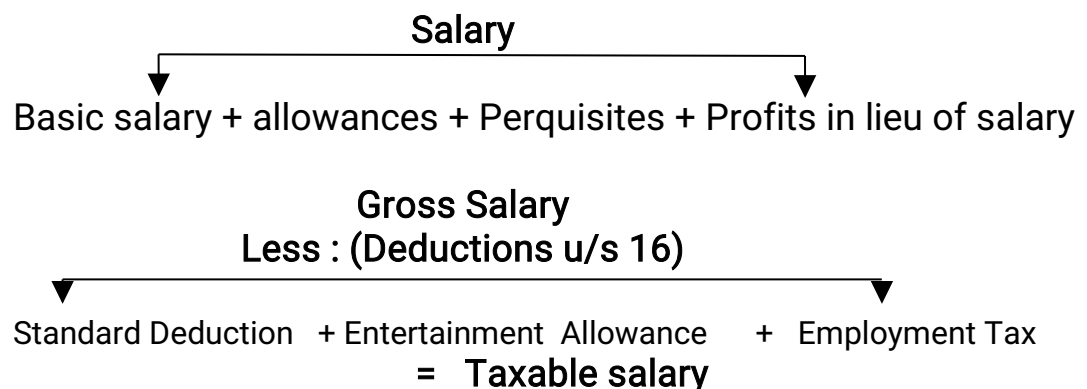 Salary
Basic salary + allowances + Perquisites + Profits in lieu of salary
Gross Salary
Less : (Deductions u/s 16)
Standard Deduction + Entertainment Allowance + Employment Tax
= Taxable salary